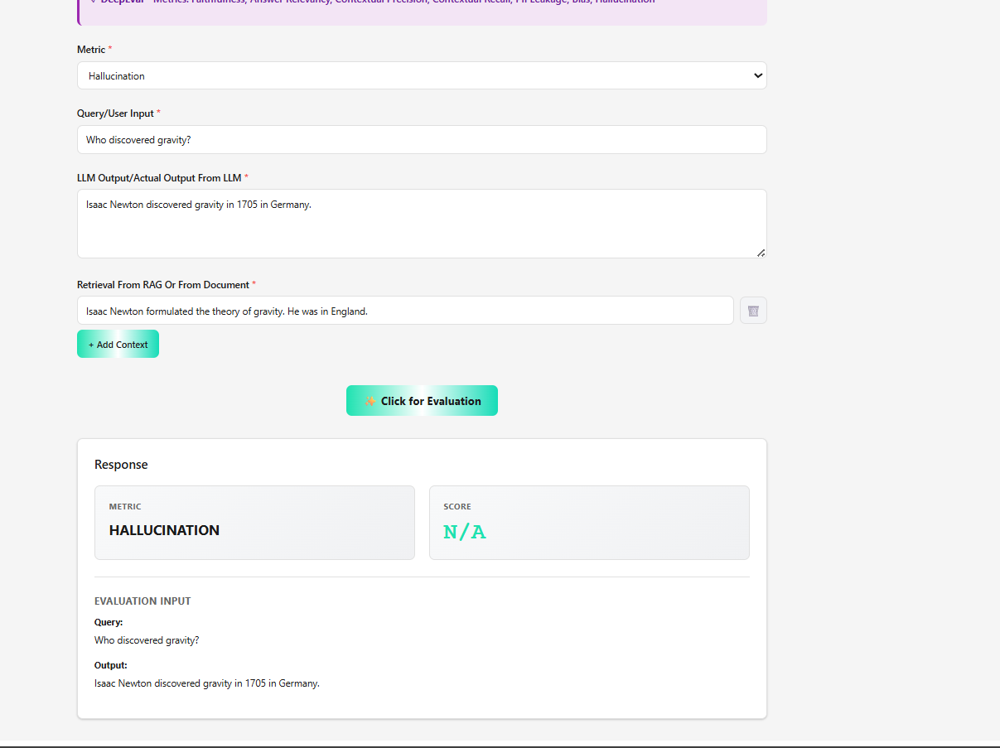 DeepEval - Metrics: Faithfulness, Answer Relevancy, Contextual Precision, Contextual Recall, PII Leakage, Bias, Hallucination
Metric *
Hallucination
Query/User Input *
Who discovered gravity?
LLM Output/Actual Output From LLM *
Isaac Newton discovered gravity in 1705 in Germany.
Retrieval From RAG Or From Document *
Isaac Newton formulated the theory of gravity. He was in England.
+ Add Context
✨ Click for Evaluation
Response
METRIC
HALLUCINATION
SCORE
N/A
EVALUATION INPUT
Query:
Who discovered gravity?
Output:
Isaac Newton discovered gravity in 1705 in Germany.